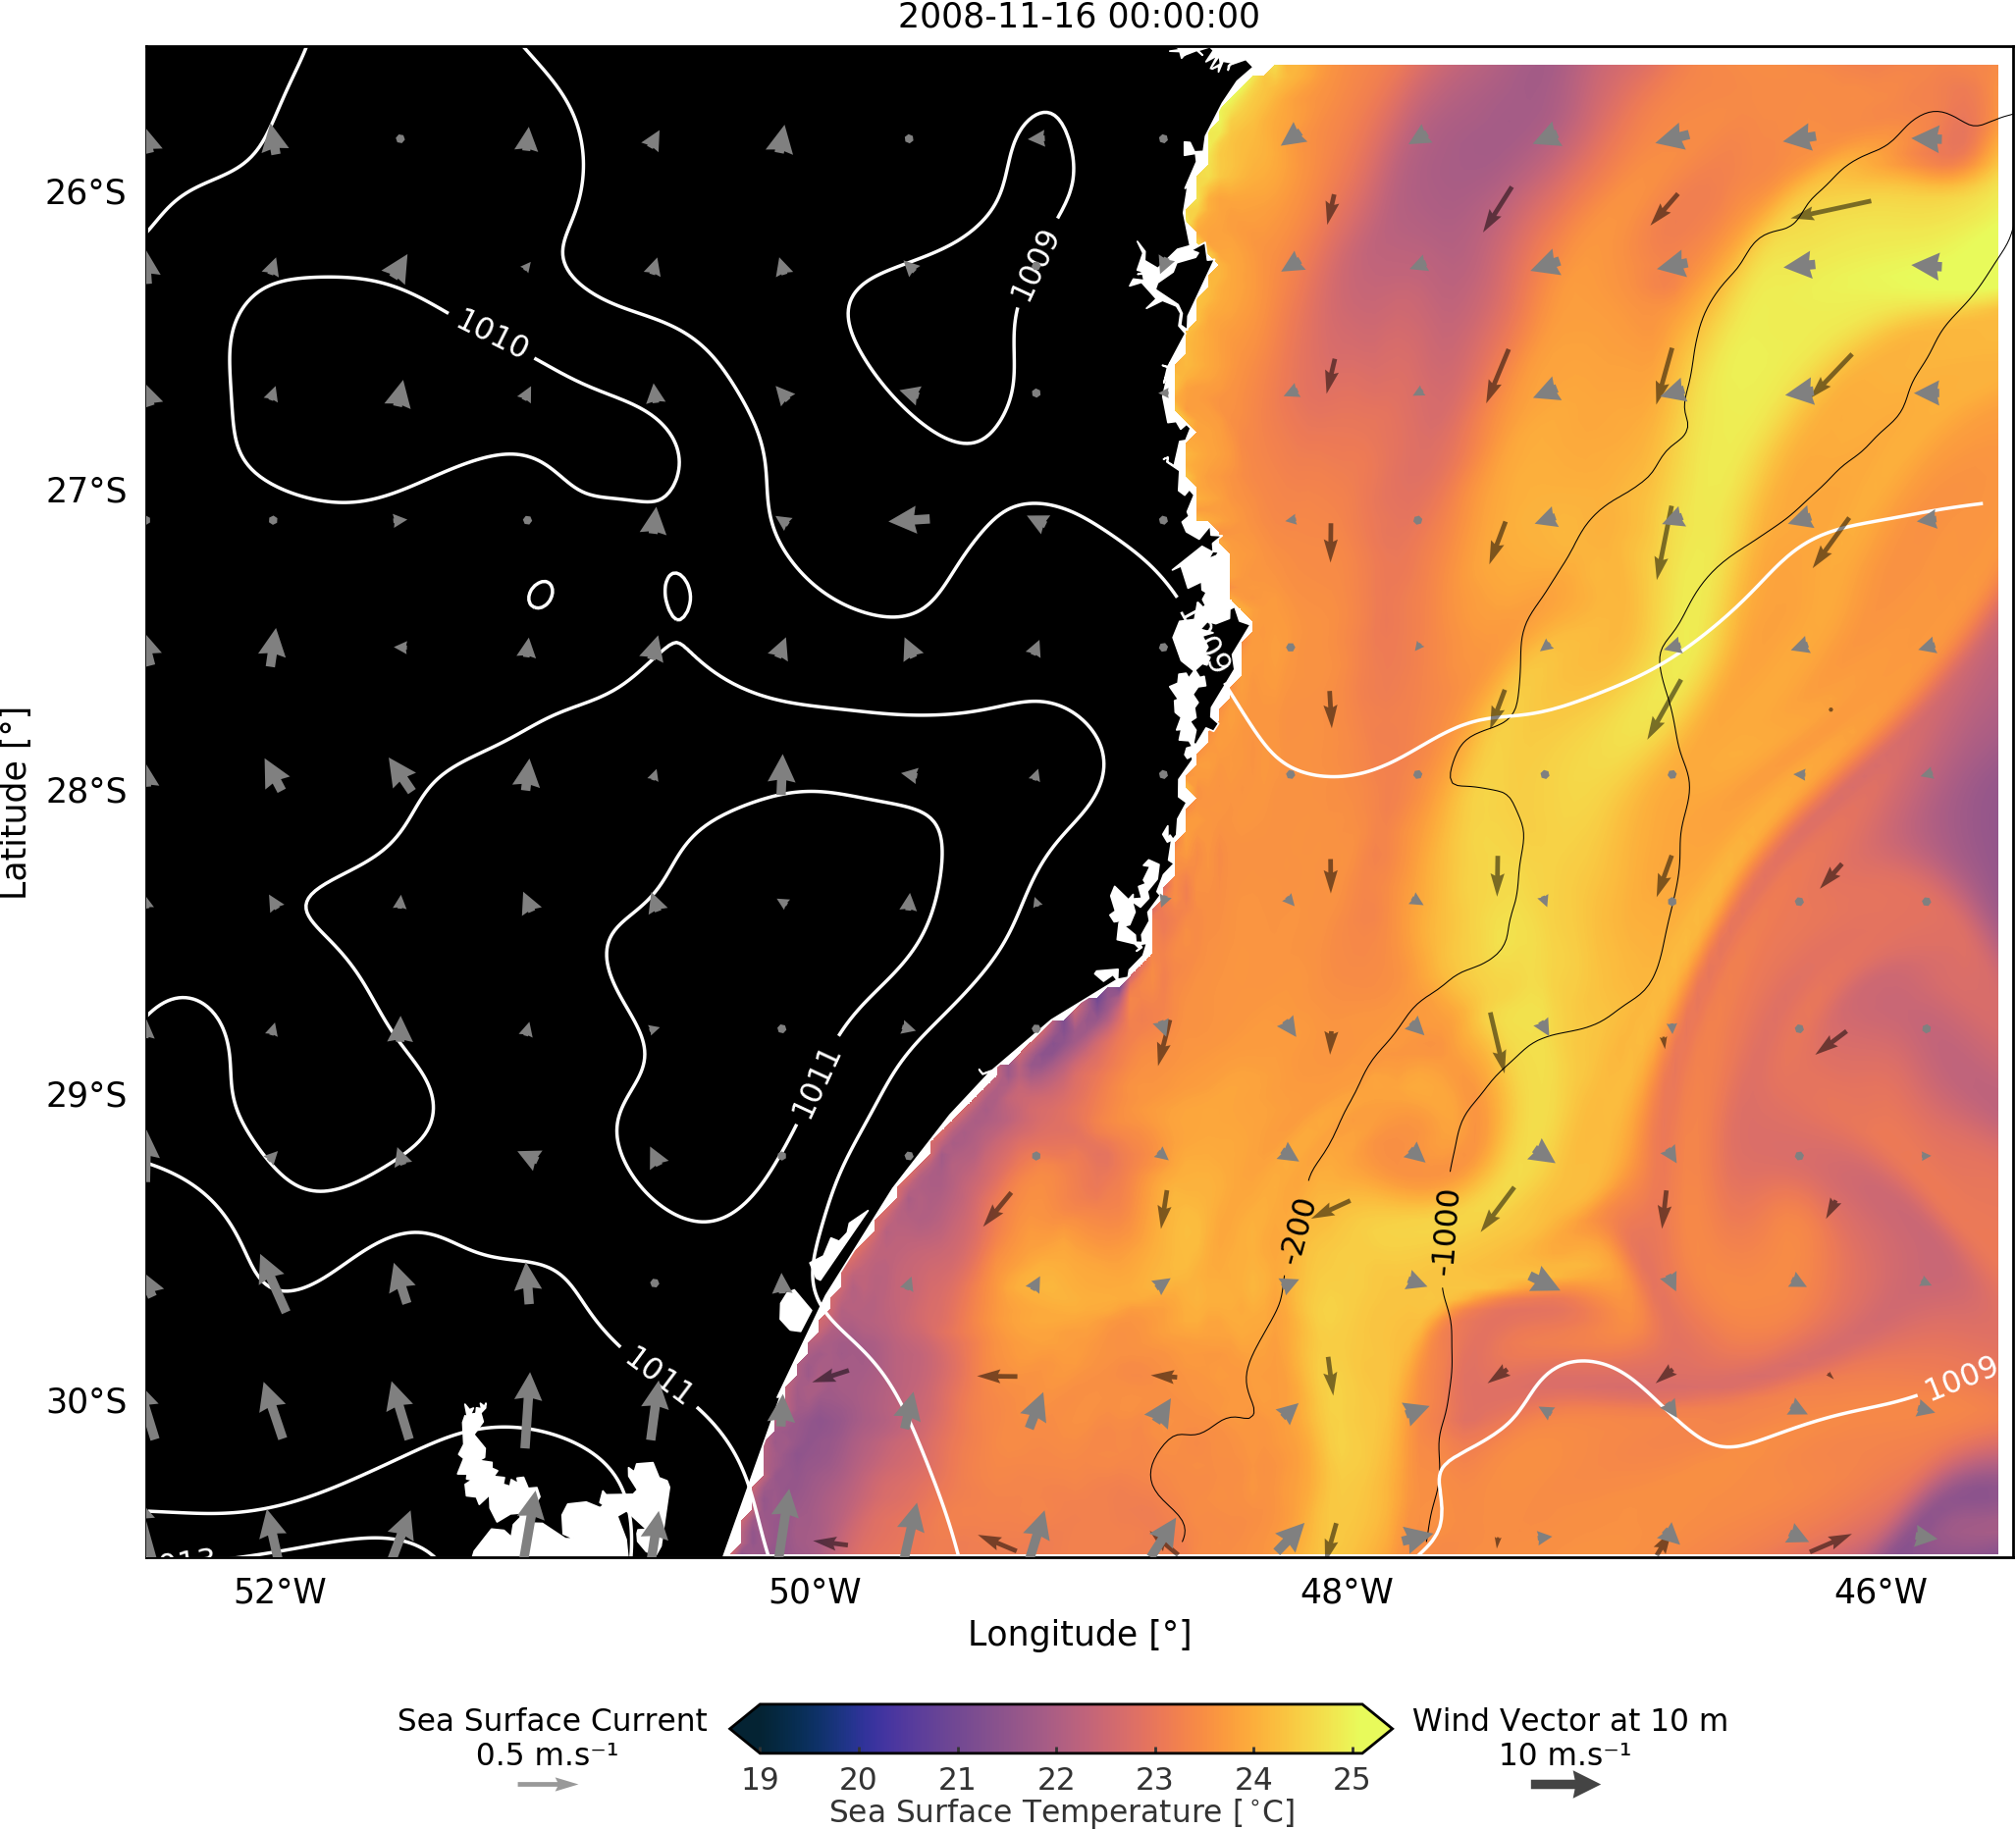 2008-11-16 00:00:00
26°S
27°S
28°S
29°S
30°S
Latitude [°]
1009
1010
1011
1011
-200
-1000
1009
52°W
50°W
48°W
46°W
Longitude [°]
Sea Surface Current
0.5 m.s⁻¹
19
20
21
22
23
24
25
Sea Surface Temperature [°C]
Wind Vector at 10 m
10 m.s⁻¹